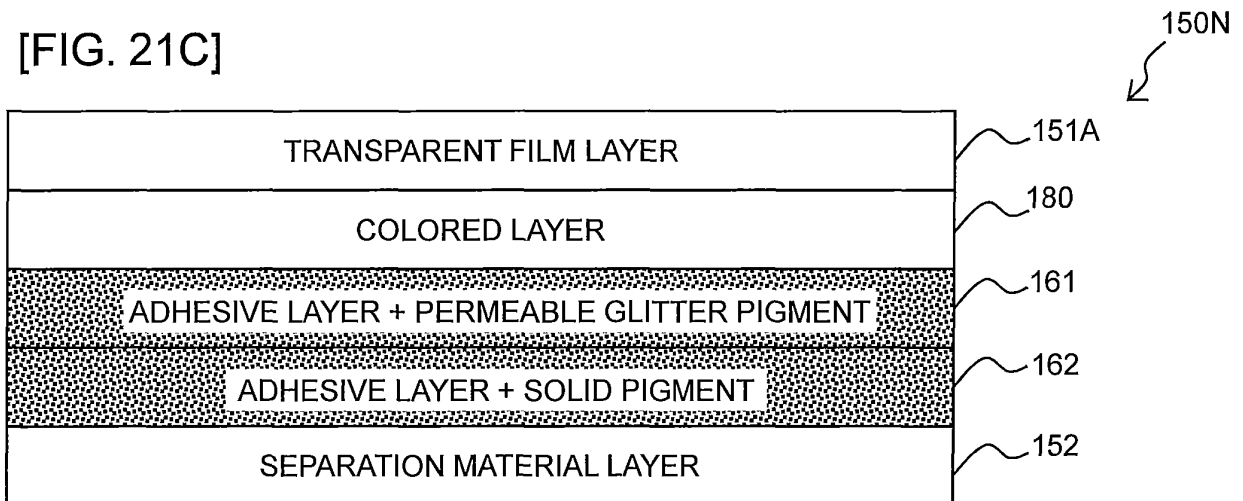 150N
[FIG. 21C]
TRANSPARENT FILM LAYER 151A
COLORED LAYER 180
ADHESIVE LAYER + PERMEABLE GLITTER PIGMENT 161
ADHESIVE LAYER + SOLID PIGMENT 162
SEPARATION MATERIAL LAYER 152